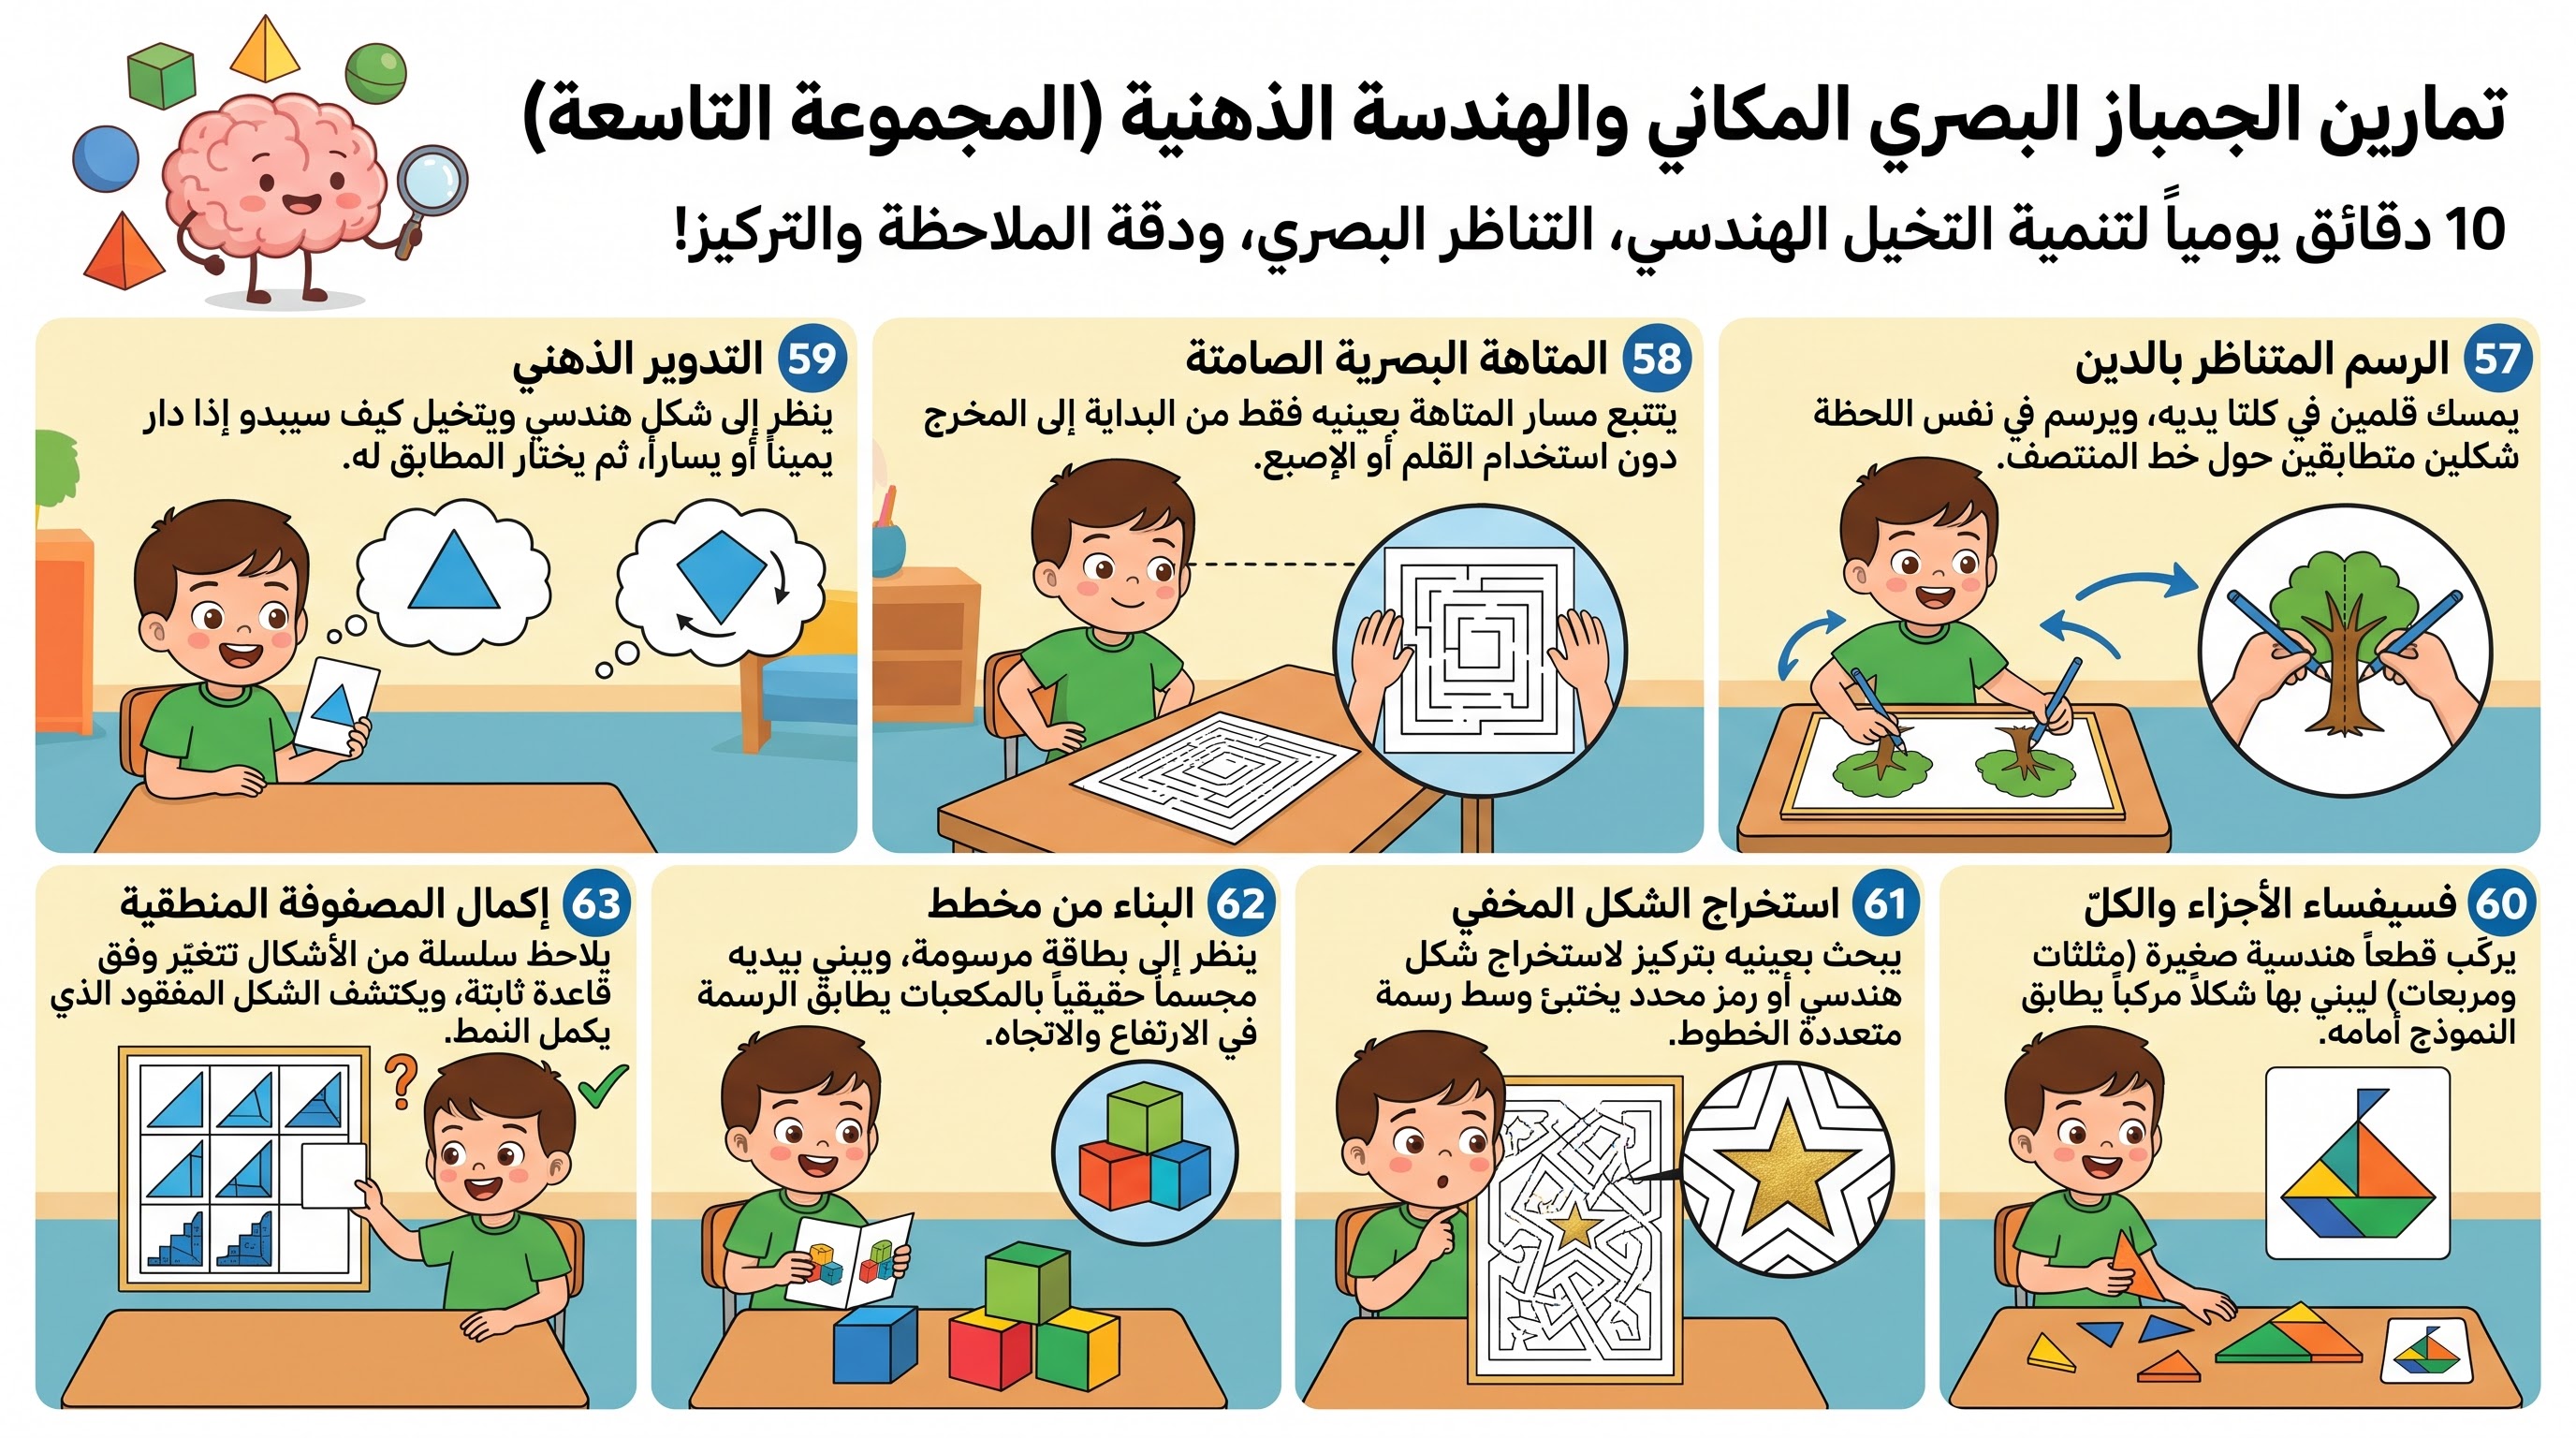 تمارين الجمباز البصري المكاني والهندسة الذهنية (المجموعة التاسعة)
10 دقائق يومياً لتنمية التخيل الهندسي، التناظر البصري، ودقة الملاحظة والتركيز!
57 الرسم المتناظر بالدين
يمسك قلمين في كلتا يديه، ويرسم في نفس اللحظة
شكلين متطابقين حول خط المنتصف.
58 المتاهة البصرية الصامتة
يتتبع مسار المتاهة بعينيه فقط من البداية إلى المخرج
دون استخدام القلم أو الإصبع.
59 التدوير الذهني
ينظر إلى شكل هندسي ويتخيل كيف سيبدو إذا دار
يميناً أو يساراً، ثم يختار المطابق له.
60 فسيفساء الأجزاء والكلّ
يركَب قطعاً هندسية صغيرة (مثلثات
ومربعات) ليبني بها شكلاً مركباً يطابق
النموذج أمامه.
61 استخراج الشكل المخفي
يبحث بعينيه بتركيز لاستخراج شكل
هندسي أو رمز محدد يختبئ وسط رسمة
متعددة الخطوط.
62 البناء من مخطط
ينظر إلى بطاقة مرسومة، ويبني بيديه
مجسماً حقيقياً بالمكعبات يطابق الرسمة
في الارتفاع والاتجاه.
63 إكمال المصفوفة المنطقية
يلاحظ سلسلة من الأشكال تتغيّر وفق
قاعدة ثابتة، ويكتشف الشكل المفقود الذي
يكمل النمط.
?